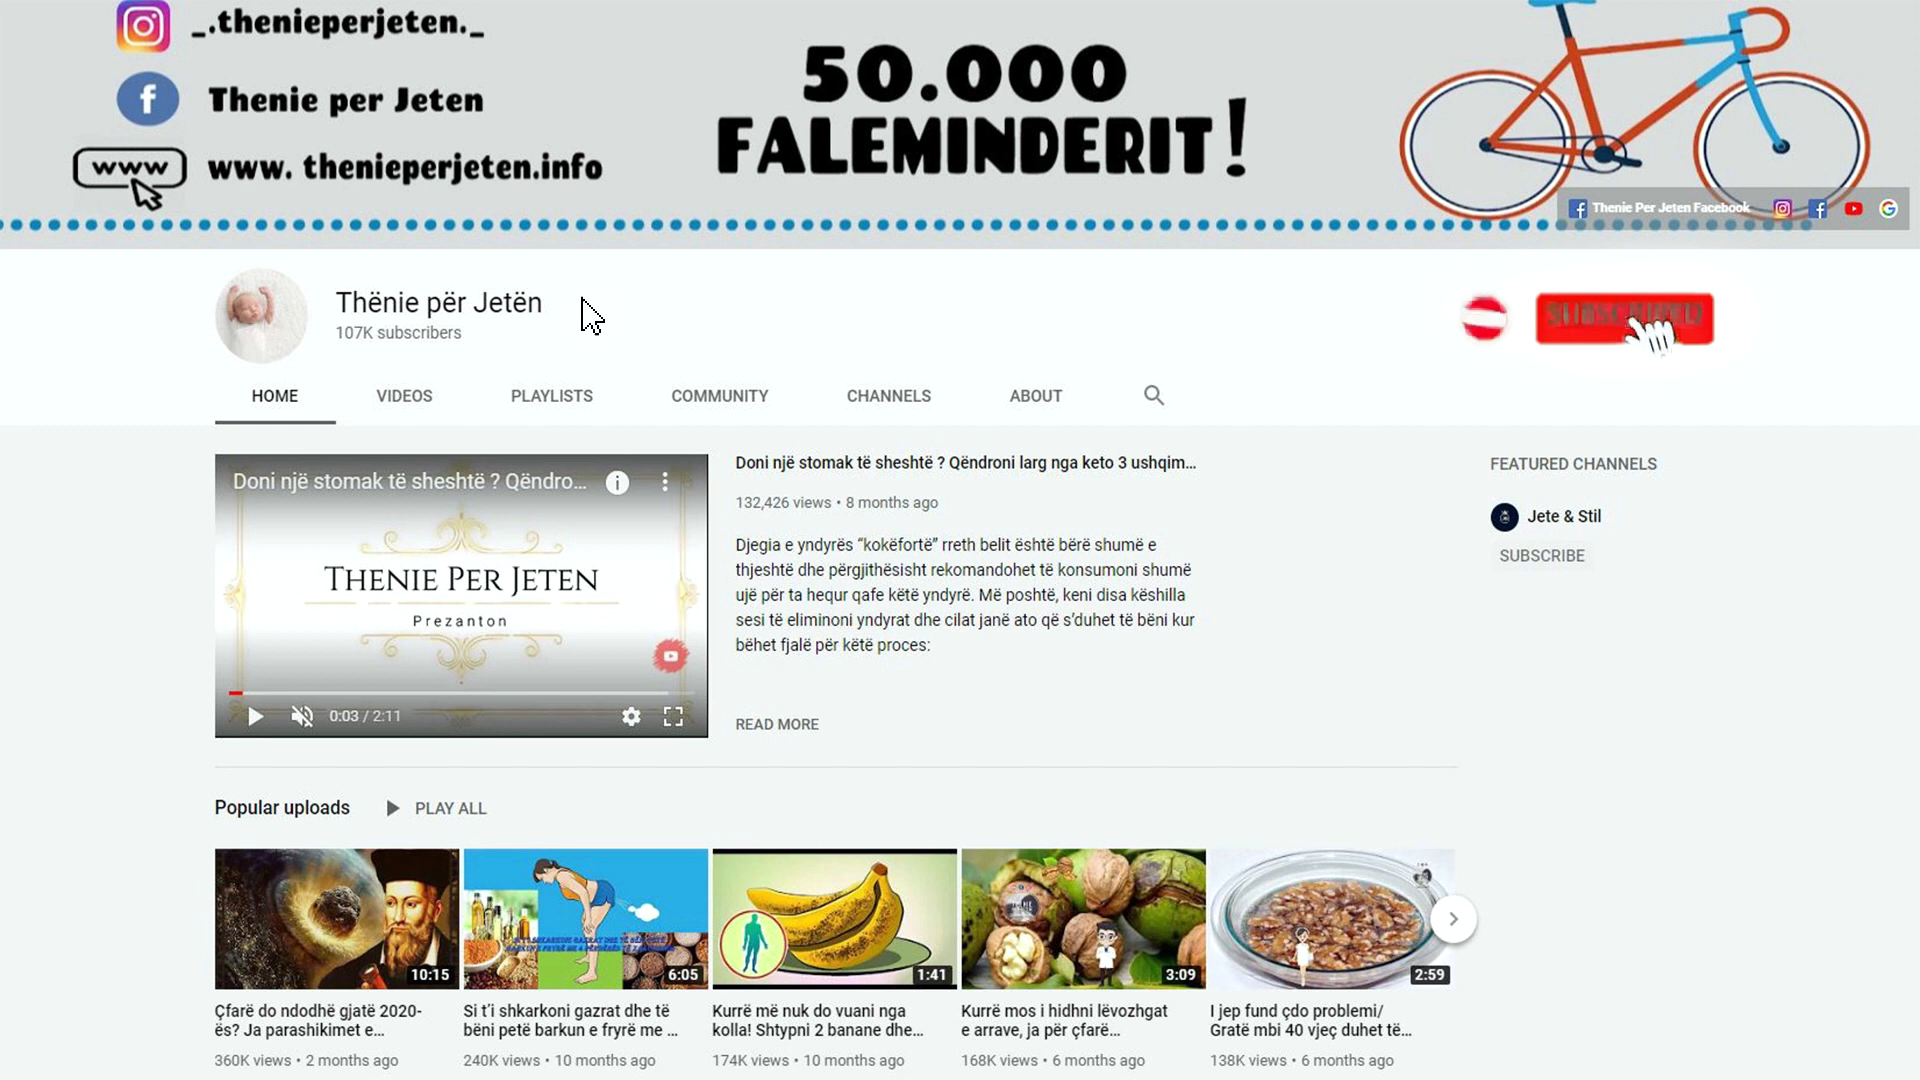 _.thenieperjeten._
Thenie per Jeten
www
www. thenieperjeten.info
50.000
FALEMINDERIT!
Thenie Per Jeten Facebook
Thënie për Jetën
107K subscribers
HOME
VIDEOS
PLAYLISTS
COMMUNITY
CHANNELS
ABOUT
Doni një stomak të sheshtë ? Qëndro...
THENIE PER JETEN
Prezanton
0:03 / 2:11
Doni një stomak të sheshtë ? Qëndroni larg nga keto 3 ushqim...
132,426 views • 8 months ago
Djegia e yndyrës “kokëfortë” rreth belit është bërë shumë e
thjeshtë dhe përgjithësisht rekomandohet të konsumoni shumë
ujë për ta hequr qafe këtë yndyrë. Më poshtë, keni disa këshilla
sesi të eliminoni yndyrat dhe cilat janë ato që s’duhet të bëni kur
bëhet fjalë për këtë proces:
READ MORE
FEATURED CHANNELS
Jete & Stil
SUBSCRIBE
Popular uploads
PLAY ALL
10:15
Çfarë do ndodhë gjatë 2020-
ës? Ja parashikimet e...
360K views • 2 months ago
6:05
Si t’i shkarkoni gazrat dhe të
bëni petë barkun e fryrë me ...
240K views • 10 months ago
1:41
Kurrë më nuk do vuani nga
kolla! Shtypni 2 banane dhe...
174K views • 10 months ago
3:09
Kurrë mos i hidhni lëvozhgat
e arrave, ja për çfarë...
168K views • 6 months ago
2:59
I jep fund çdo problemi/
Gratë mbi 40 vjeç duhet të...
138K views • 6 months ago